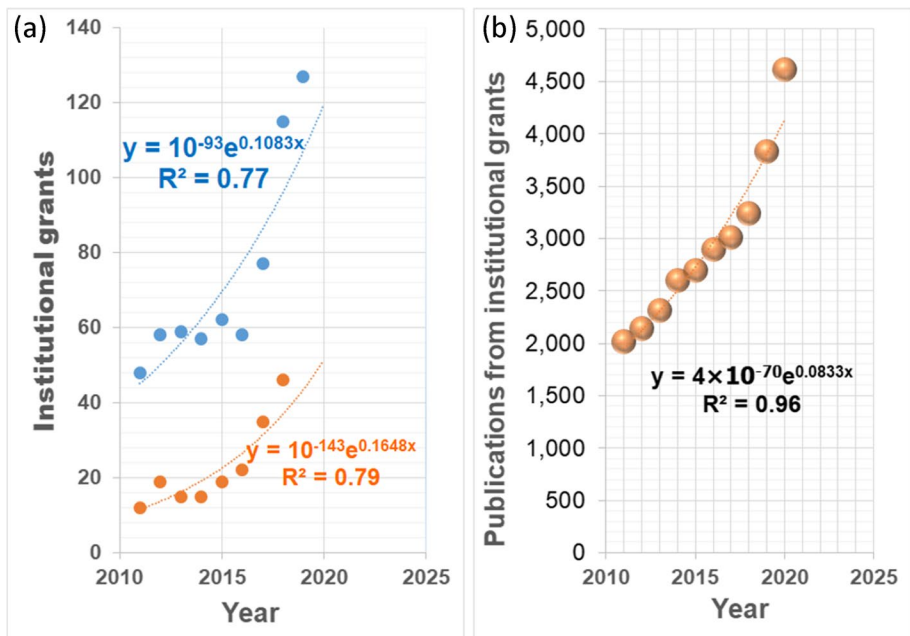 (a)
140
120
100
80
60
40
20
0
Institutional grants
y = 10⁻⁹³e⁰·¹⁰⁸³ˣ
R² = 0.77
y = 10⁻¹⁴³e⁰·¹⁶⁴⁸ˣ
R² = 0.79
2010 2015 2020 2025
Year
(b)
5,000
4,500
4,000
3,500
3,000
2,500
2,000
1,500
1,000
500
0
Publications from institutional grants
y = 4×10⁻⁷⁰e⁰·⁰⁸³³ˣ
R² = 0.96
2010 2015 2020 2025
Year